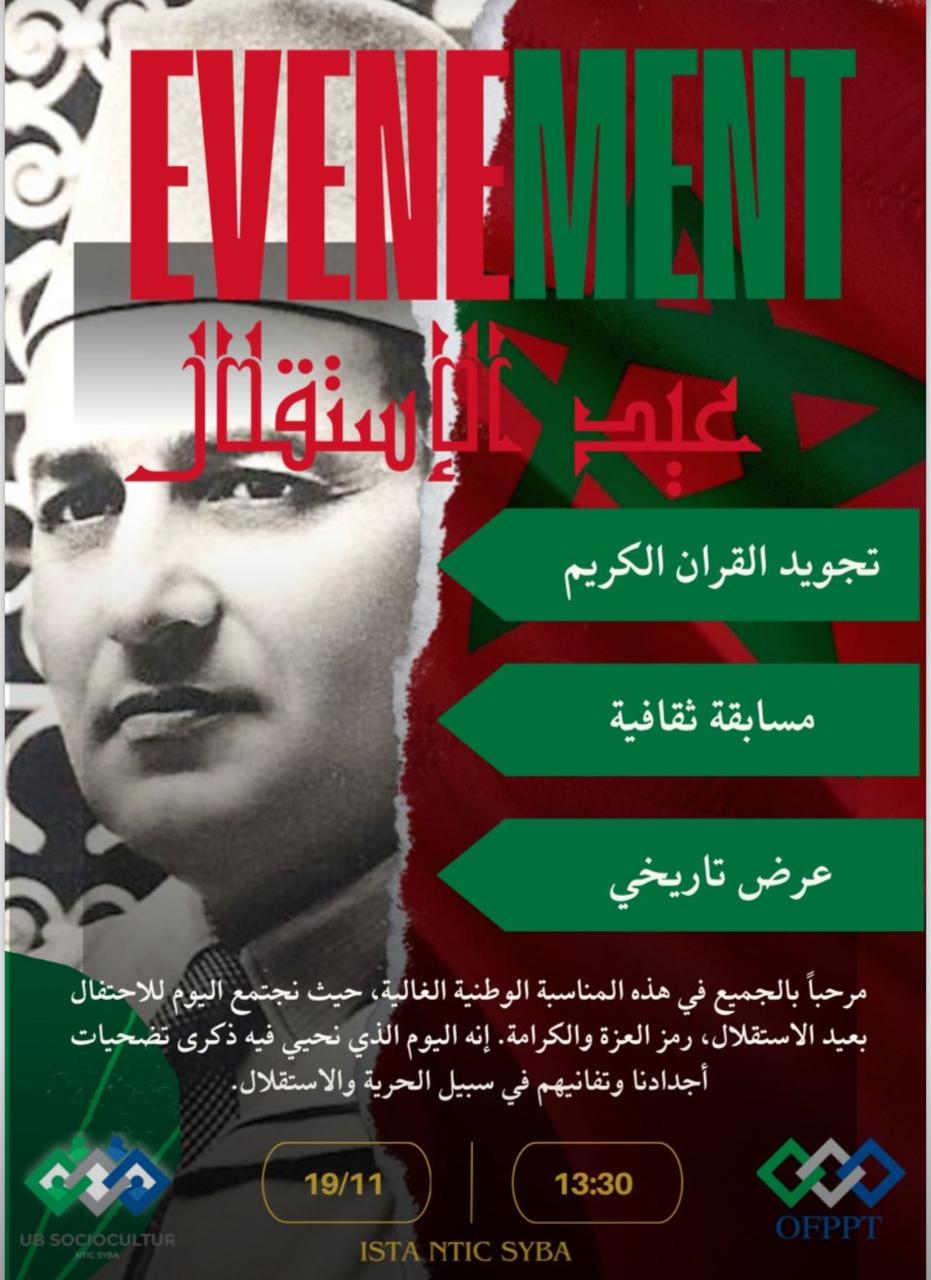 EVENEMENT
عيد الإستقلال
تجويد القران الكريم
مسابقة ثقافية
عرض تاريخي
مرحباً بالجميع في هذه المناسبة الوطنية الغالية، حيث نجتمع اليوم للاحتفال
بعيد الاستقلال، رمز العزة والكرامة. إنه اليوم الذي نحيي فيه ذكرى تضحيات
أجدادنا وتفانيهم في سبيل الحرية والاستقلال.
19/11
13:30
UB SOCIOCULTUR
NTIC SYBA
OFPPT
ISTA NTIC SYBA